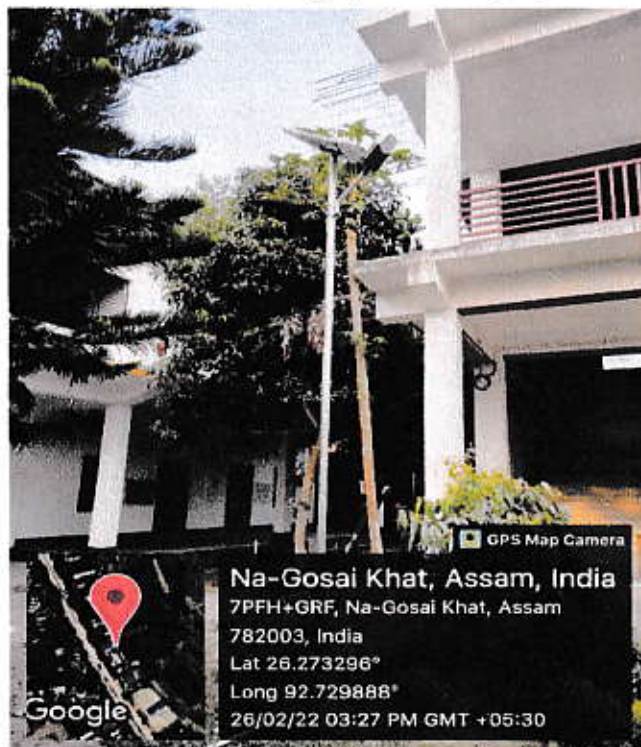 GPS Map Camera
Na-Gosai Khat, Assam, India
7PFH+GRF, Na-Gosai Khat, Assam
782003, India
Lat 26.273296°
Long 92.729888°
26/02/22 03:27 PM GMT +05:30
Google